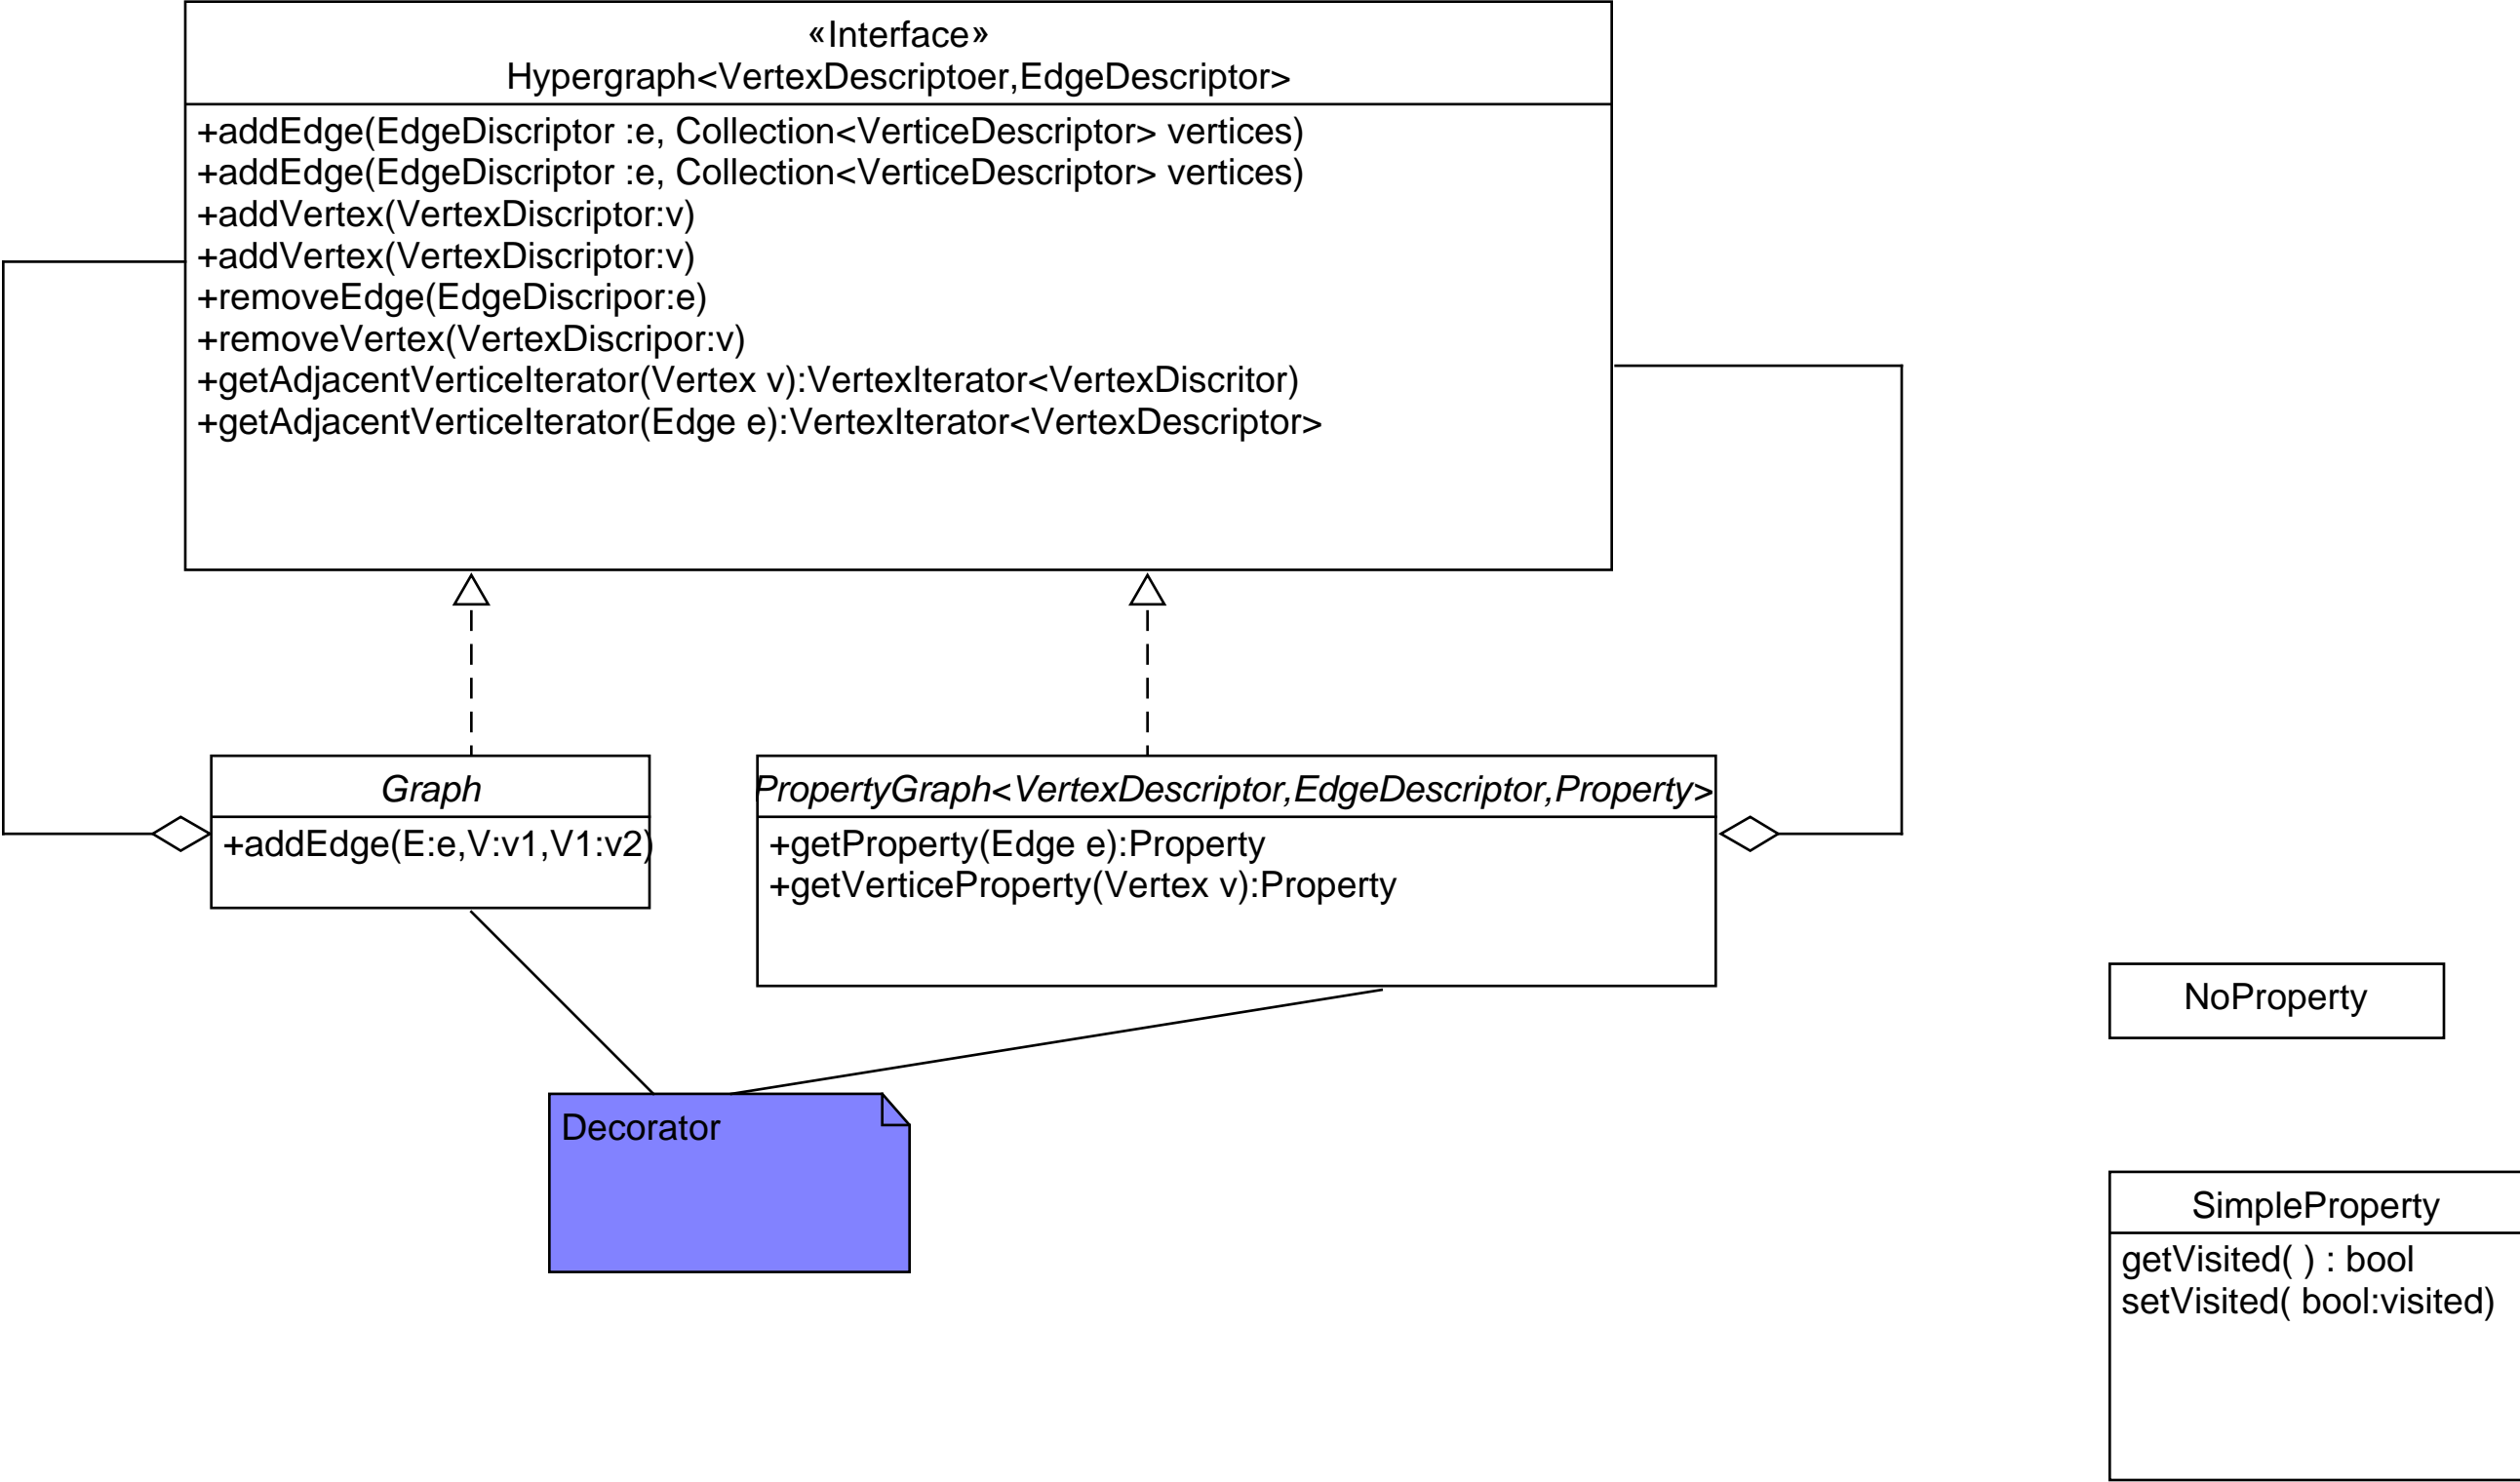 «Interface»
Hypergraph<VertexDescriptoer,EdgeDescriptor>
+addEdge(EdgeDiscriptor :e, Collection<VerticeDescriptor> vertices)
+addEdge(EdgeDiscriptor :e, Collection<VerticeDescriptor> vertices)
+addVertex(VertexDiscriptor:v)
+addVertex(VertexDiscriptor:v)
+removeEdge(EdgeDiscripor:e)
+removeVertex(VertexDiscripor:v)
+getAdjacentVerticeIterator(Vertex v):VertexIterator<VertexDiscritor)
+getAdjacentVerticeIterator(Edge e):VertexIterator<VertexDescriptor>
Graph
+addEdge(E:e,V:v1,V1:v2)
PropertyGraph<VertexDescriptor,EdgeDescriptor,Property>
+getProperty(Edge e):Property
+getVerticeProperty(Vertex v):Property
NoProperty
Decorator
SimpleProperty
getVisited( ) : bool
setVisited( bool:visited)